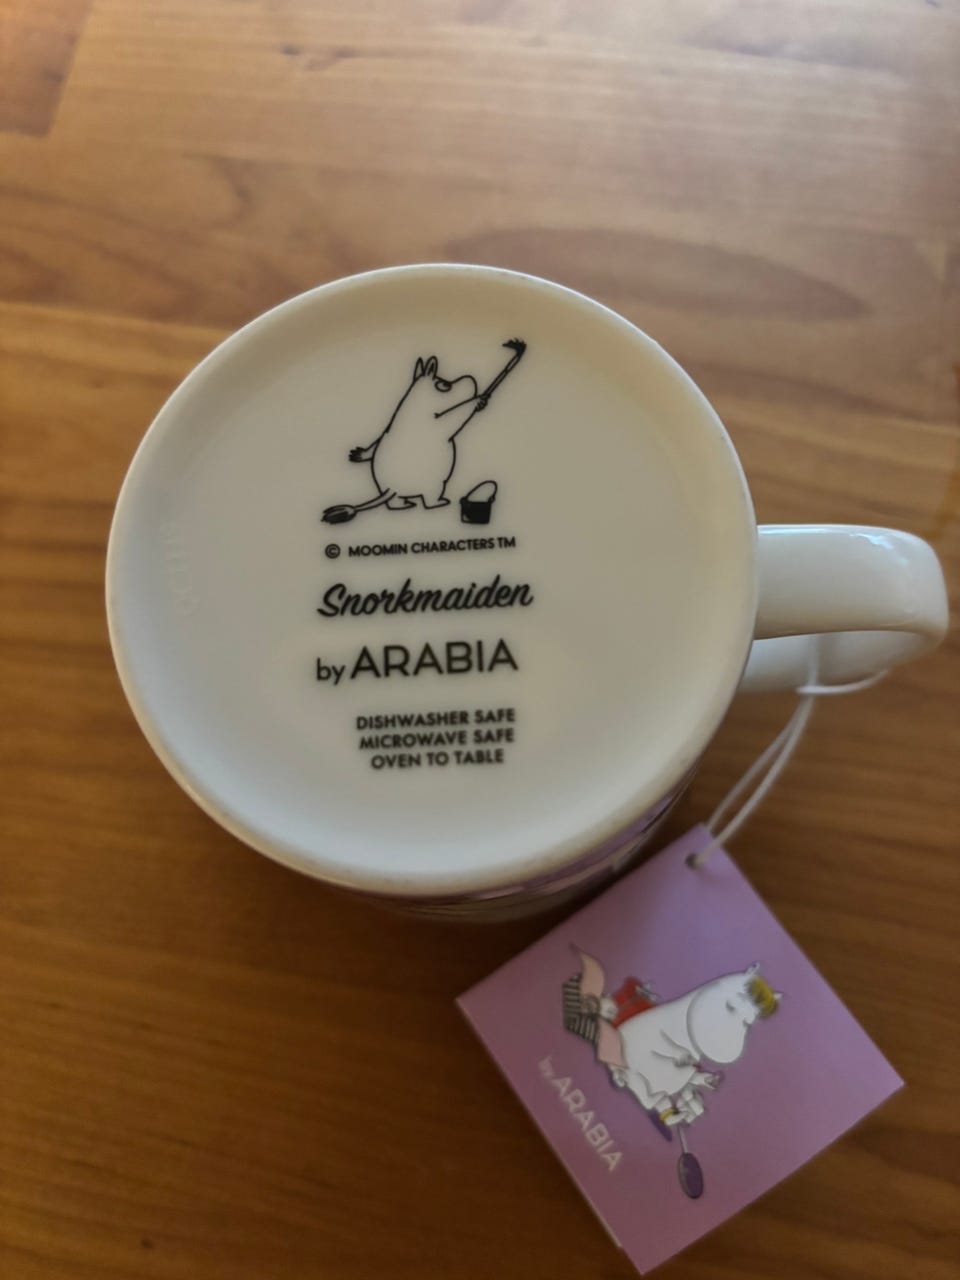 © MOOMIN CHARACTERS TM
Snorkmaiden
by ARABIA
DISHWASHER SAFE
MICROWAVE SAFE
OVEN TO TABLE
by ARABIA